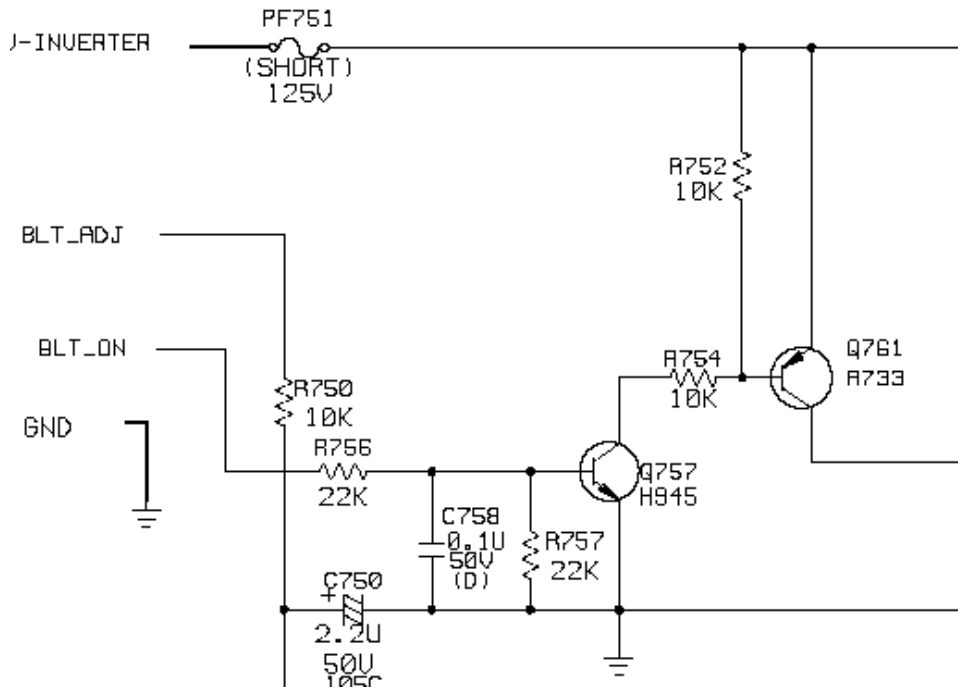 PF751
J-INVERTER
(SHORT)
125V
R752
10K
BLT_ADJ
BLT_ON
R754
10K
Q761
A733
R750
10K
GND
R756
22K
Q757
H945
C758
0.1U
50V
(D)
R757
22K
C750
+
2.2U
50V
105C